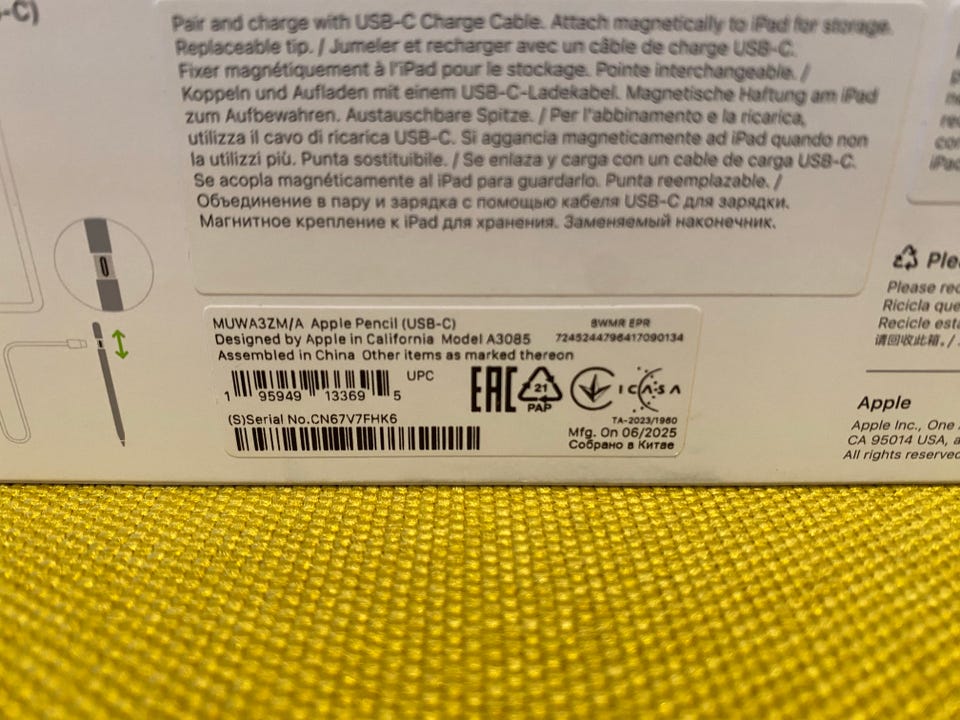 -C)
Pair and charge with USB-C Charge Cable. Attach magnetically to iPad for storage.
Replaceable tip. / Jumeler et recharger avec un câble de charge USB-C.
Fixer magnétiquement à l'iPad pour le stockage. Pointe interchangeable. /
Koppeln und Aufladen mit einem USB-C-Ladekabel. Magnetische Haftung am iPad
zum Aufbewahren. Austauschbare Spitze. / Per l'abbinamento e la ricarica,
utilizza il cavo di ricarica USB-C. Si aggancia magneticamente ad iPad quando non
la utilizzi più. Punta sostituibile. / Se enlaza y carga con un cable de carga USB-C.
Se acopla magnéticamente al iPad para guardarlo. Punta reemplazable. /
Объединение в пару и зарядка с помощью кабеля USB-C для зарядки.
Магнитное крепление к iPad для хранения. Заменяемый наконечник.
MUWA3ZM/A Apple Pencil (USB-C)
Designed by Apple in California Model A3085
Assembled in China Other items as marked thereon
BWMR EPR
7245244796417090134
UPC
1 95949 13369 5
(S)Serial No.CN67V7FHK6
EAC
21
PAP
ICASA
TA-2023/1980
Mfg. On 06/2025
Собрано в Китае
iPad
Plea
Please rec
Ricicla que
Recicle esta
请回收此箱。/
Apple
Apple Inc., One A
CA 95014 USA, a
All rights reserved